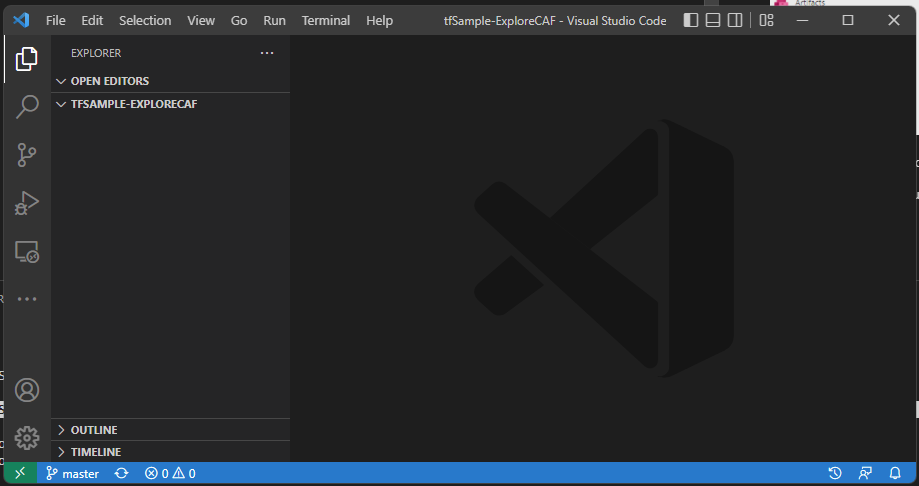 Artifacts
File Edit Selection View Go Run Terminal Help tfSample-ExploreCAF - Visual Studio Code
EXPLORER
OPEN EDITORS
TFSAMPLE-EXPLORECAF
OUTLINE
TIMELINE
master 0 0